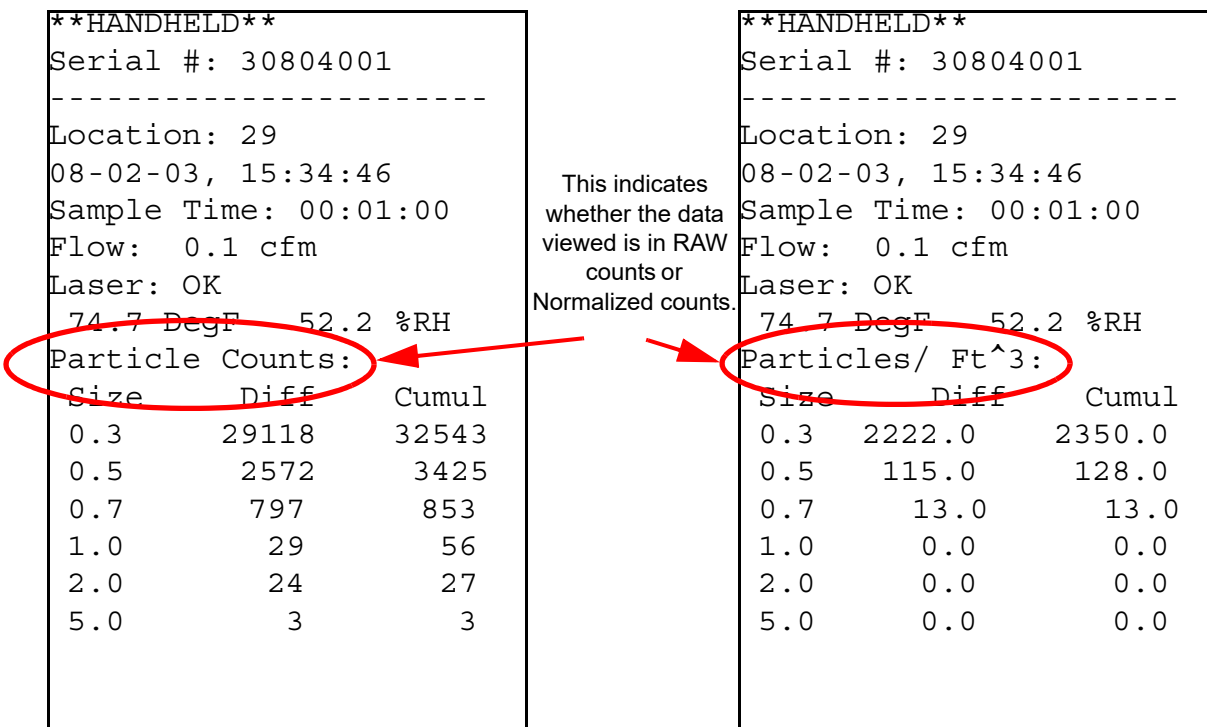 **HANDHELD**
Serial #: 30804001
-----------------------
Location: 29
08-02-03, 15:34:46
Sample Time: 00:01:00
Flow:  0.1 cfm
Laser: OK
 74.7 DegF  52.2 %RH
Particle Counts:
 Size     Diff    Cumul
 0.3     29118    32543
 0.5      2572     3425
 0.7       797      853
 1.0        29       56
 2.0        24       27
 5.0         3        3
This indicates
whether the data
viewed is in RAW
counts or
Normalized counts.
**HANDHELD**
Serial #: 30804001
-----------------------
Location: 29
08-02-03, 15:34:46
Sample Time: 00:01:00
Flow:  0.1 cfm
Laser: OK
 74.7 DegF  52.2 %RH
Particles/ Ft^3:
 Size     Diff    Cumul
 0.3   2222.0    2350.0
 0.5    115.0     128.0
 0.7     13.0      13.0
 1.0      0.0       0.0
 2.0      0.0       0.0
 5.0      0.0       0.0